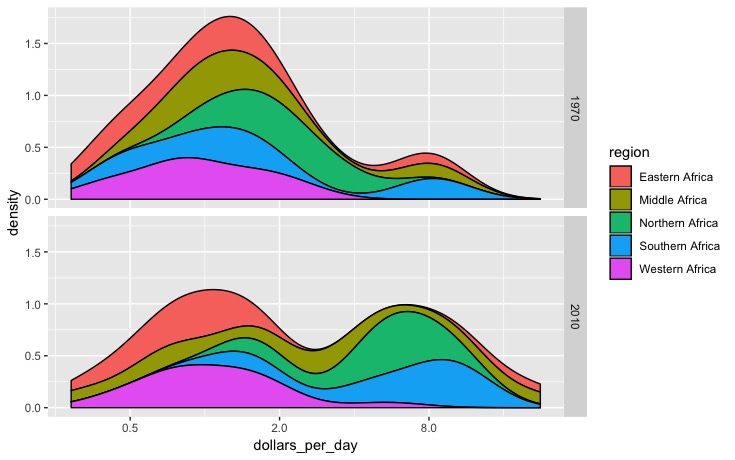 1.5
1.0
0.5
0.0
1970
1.5
1.0
0.5
0.0
2010
0.5 2.0 8.0
dollars_per_day
density
region
Eastern Africa
Middle Africa
Northern Africa
Southern Africa
Western Africa